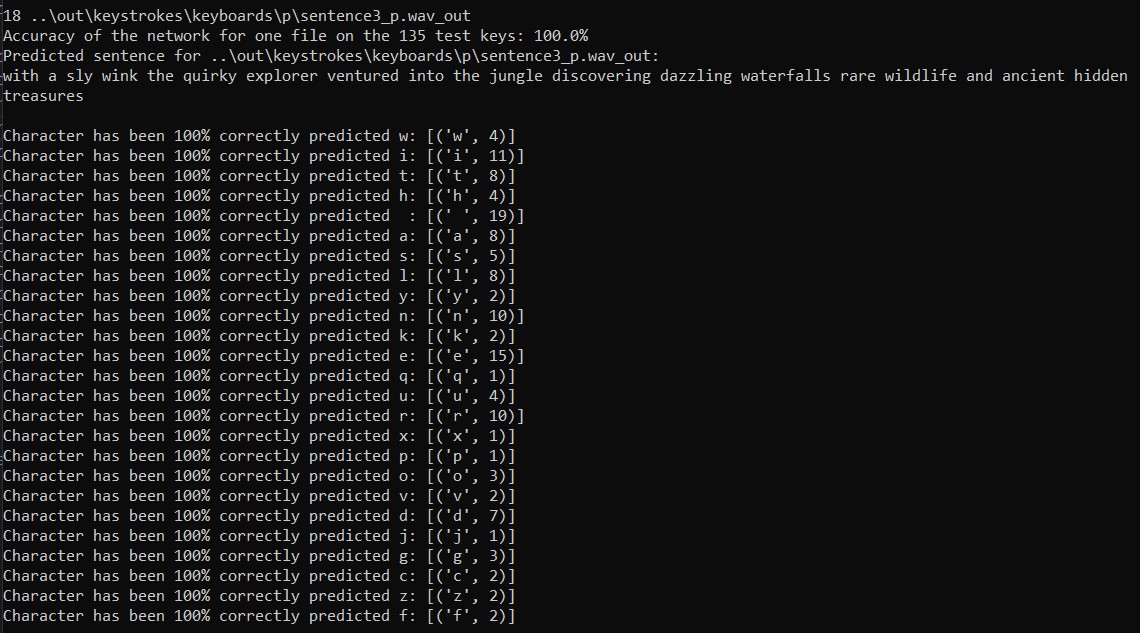 18 ..\out\keystrokes\keyboards\p\sentence3_p.wav_out
Accuracy of the network for one file on the 135 test keys: 100.0%
Predicted sentence for ..\out\keystrokes\keyboards\p\sentence3_p.wav_out:
with a sly wink the quirky explorer ventured into the jungle discovering dazzling waterfalls rare wildlife and ancient hidden
treasures
Character has been 100% correctly predicted w: [('w', 4)]
Character has been 100% correctly predicted i: [('i', 11)]
Character has been 100% correctly predicted t: [('t', 8)]
Character has been 100% correctly predicted h: [('h', 4)]
Character has been 100% correctly predicted  : [(' ', 19)]
Character has been 100% correctly predicted a: [('a', 8)]
Character has been 100% correctly predicted s: [('s', 5)]
Character has been 100% correctly predicted l: [('l', 8)]
Character has been 100% correctly predicted y: [('y', 2)]
Character has been 100% correctly predicted n: [('n', 10)]
Character has been 100% correctly predicted k: [('k', 2)]
Character has been 100% correctly predicted e: [('e', 15)]
Character has been 100% correctly predicted q: [('q', 1)]
Character has been 100% correctly predicted u: [('u', 4)]
Character has been 100% correctly predicted r: [('r', 10)]
Character has been 100% correctly predicted x: [('x', 1)]
Character has been 100% correctly predicted p: [('p', 1)]
Character has been 100% correctly predicted o: [('o', 3)]
Character has been 100% correctly predicted v: [('v', 2)]
Character has been 100% correctly predicted d: [('d', 7)]
Character has been 100% correctly predicted j: [('j', 1)]
Character has been 100% correctly predicted g: [('g', 3)]
Character has been 100% correctly predicted c: [('c', 2)]
Character has been 100% correctly predicted z: [('z', 2)]
Character has been 100% correctly predicted f: [('f', 2)]